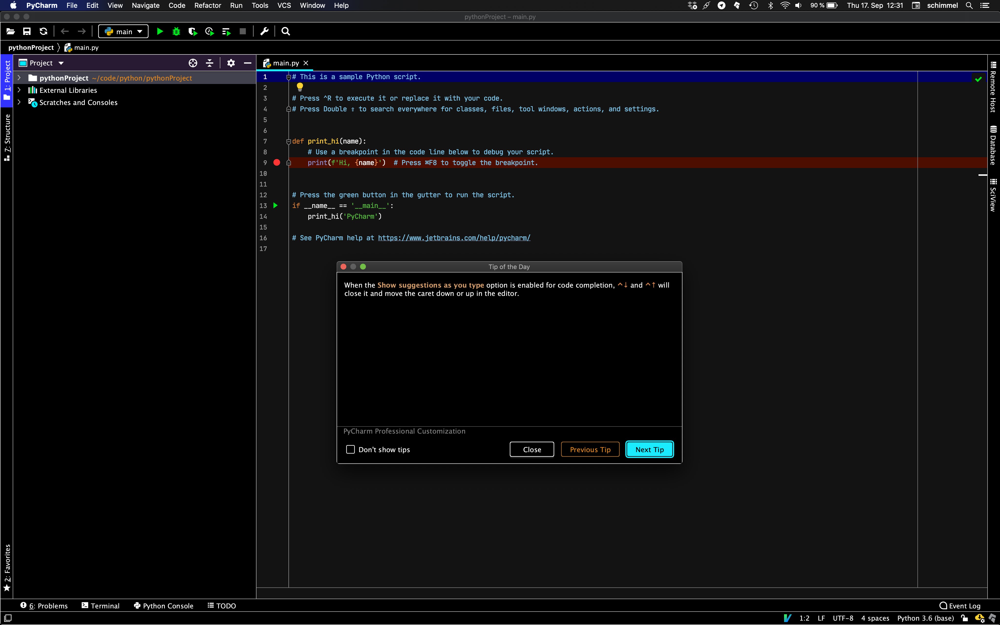 PyCharm File Edit View Navigate Code Refactor Run Tools VCS Window Help 90 % Thu 17. Sep 12:31 schimmel
pythonProject – main.py
main
pythonProject main.py
1: Project
7: Structure
2: Favorites
Project
pythonProject ~/code/python/pythonProject
External Libraries
Scratches and Consoles
main.py
1 # This is a sample Python script.
2
3 # Press ^R to execute it or replace it with your code.
4 # Press Double ⇧ to search everywhere for classes, files, tool windows, actions, and settings.
5
6
7 def print_hi(name):
8 # Use a breakpoint in the code line below to debug your script.
9 print(f'Hi, {name}') # Press ⌘F8 to toggle the breakpoint.
10
11
12 # Press the green button in the gutter to run the script.
13 if __name__ == '__main__':
14 print_hi('PyCharm')
15
16 # See PyCharm help at https://www.jetbrains.com/help/pycharm/
17
Remote Host
Database
SciView
Tip of the Day
When the Show suggestions as you type option is enabled for code completion, ^↓ and ^↑ will
close it and move the caret down or up in the editor.
PyCharm Professional Customization
Don't show tips Close Previous Tip Next Tip
6: Problems Terminal Python Console TODO Event Log
1:2 LF UTF-8 4 spaces Python 3.6 (base)